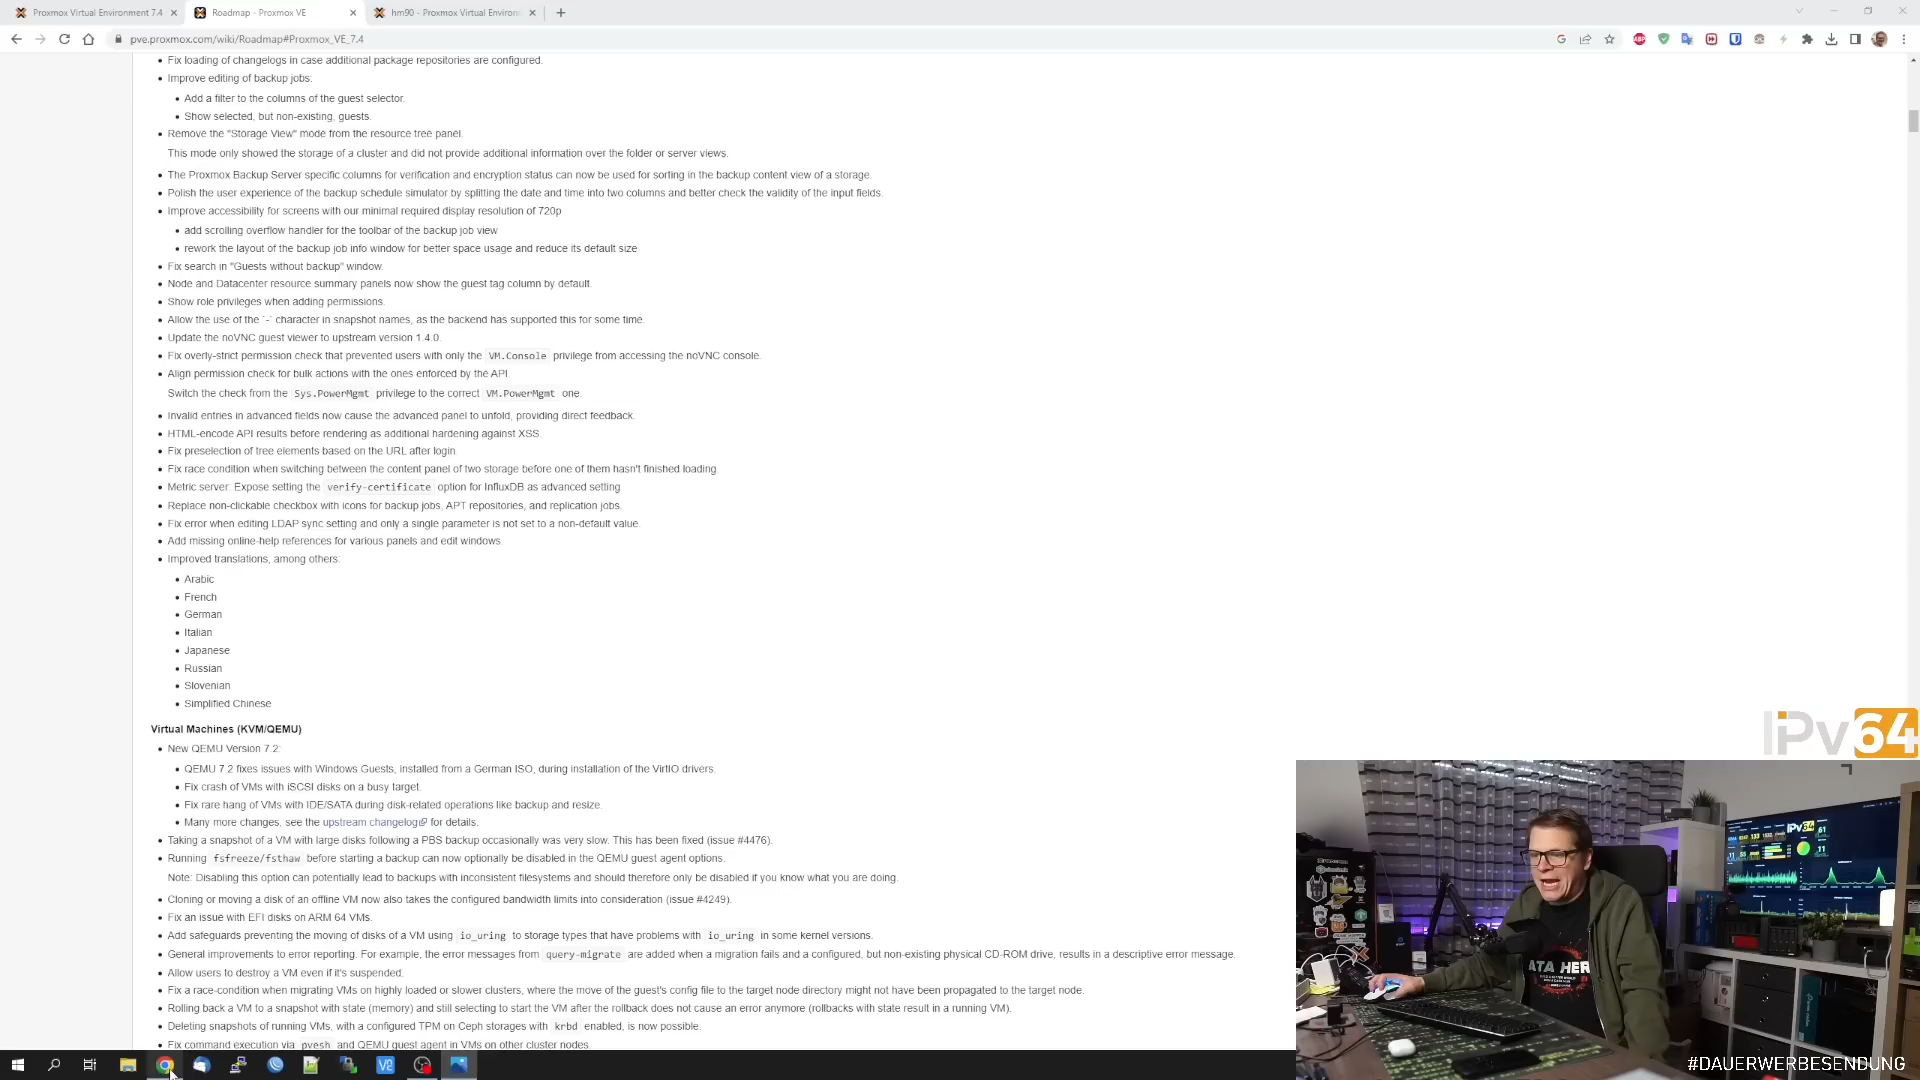 Proxmox Virtual Environment 7.4
Roadmap - Proxmox VE
hm90 - Proxmox Virtual Environ
pve.proxmox.com/wiki/Roadmap#Proxmox_VE_7.4
Fix loading of changelogs in case additional package repositories are configured.
Improve editing of backup jobs:
Add a filter to the columns of the guest selector.
Show selected, but non-existing, guests.
Remove the "Storage View" mode from the resource tree panel.
This mode only showed the storage of a cluster and did not provide additional information over the folder or server views.
The Proxmox Backup Server specific columns for verification and encryption status can now be used for sorting in the backup content view of a storage.
Polish the user experience of the backup schedule simulator by splitting the date and time into two columns and better check the validity of the input fields.
Improve accessibility for screens with our minimal required display resolution of 720p
add scrolling overflow handler for the toolbar of the backup job view
rework the layout of the backup job info window for better space usage and reduce its default size
Fix search in "Guests without backup" window.
Node and Datacenter resource summary panels now show the guest tag column by default.
Show role privileges when adding permissions.
Allow the use of the `-` character in snapshot names, as the backend has supported this for some time.
Update the noVNC guest viewer to upstream version 1.4.0.
Fix overly-strict permission check that prevented users with only the VM.Console privilege from accessing the noVNC console.
Align permission check for bulk actions with the ones enforced by the API.
Switch the check from the Sys.PowerMgmt privilege to the correct VM.PowerMgmt one.
Invalid entries in advanced fields now cause the advanced panel to unfold, providing direct feedback.
HTML-encode API results before rendering as additional hardening against XSS.
Fix preselection of tree elements based on the URL after login.
Fix race condition when switching between the content panel of two storage before one of them hasn't finished loading.
Metric server: Expose setting the verify-certificate option for InfluxDB as advanced setting
Replace non-clickable checkbox with icons for backup jobs, APT repositories, and replication jobs.
Fix error when editing LDAP sync setting and only a single parameter is not set to a non-default value.
Add missing online-help references for various panels and edit windows.
Improved translations, among others:
Arabic
French
German
Italian
Japanese
Russian
Slovenian
Simplified Chinese
Virtual Machines (KVM/QEMU)
New QEMU Version 7.2:
QEMU 7.2 fixes issues with Windows Guests, installed from a German ISO, during installation of the VirtIO drivers.
Fix crash of VMs with iSCSI disks on a busy target.
Fix rare hang of VMs with IDE/SATA during disk-related operations like backup and resize.
Many more changes, see the upstream changelog for details.
Taking a snapshot of a VM with large disks following a PBS backup occasionally was very slow. This has been fixed (issue #4476).
Running fsfreeze/fsthaw before starting a backup can now optionally be disabled in the QEMU guest agent options.
Note: Disabling this option can potentially lead to backups with inconsistent filesystems and should therefore only be disabled if you know what you are doing.
Cloning or moving a disk of an offline VM now also takes the configured bandwidth limits into consideration (issue #4249).
Fix an issue with EFI disks on ARM 64 VMs.
Add safeguards preventing the moving of disks of a VM using io_uring to storage types that have problems with io_uring in some kernel versions.
General improvements to error reporting. For example, the error messages from query-migrate are added when a migration fails and a configured, but non-existing physical CD-ROM drive, results in a descriptive error message.
Allow users to destroy a VM even if it's suspended.
Fix a race-condition when migrating VMs on highly loaded or slower clusters, where the move of the guest's config file to the target node directory might not have been propagated to the target node.
Rolling back a VM to a snapshot with state (memory) and still selecting to start the VM after the rollback does not cause an error anymore (rollbacks with state result in a running VM).
Deleting snapshots of running VMs, with a configured TPM on Ceph storages with krbd enabled, is now possible.
Fix command execution via pvesh and QEMU guest agent in VMs on other cluster nodes.
IPv64
IPv64
61
11
ATA HER
#DAUERWERBESENDUNG